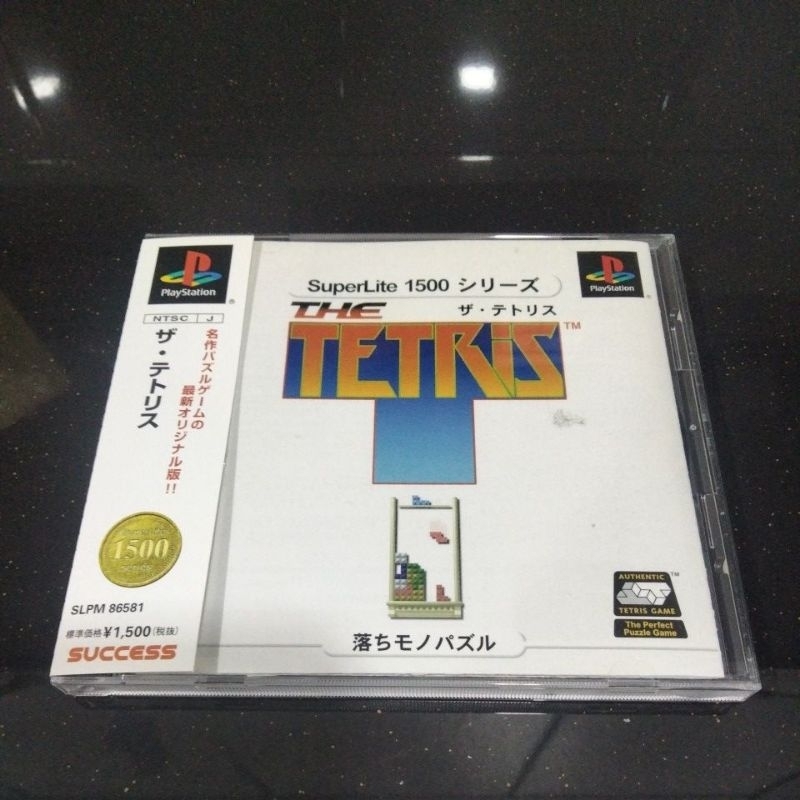 PlayStation
NTSC J
名作パズルゲームの
最新オリジナル版!!
ザ・テトリス
1500
SLPM 86581
標準価格¥1,500(税抜)
SUCCESS
SuperLite 1500 シリーズ
PlayStation
THE
ザ・テトリス
TETRiS™
落ちモノパズル
AUTHENTIC
TETRIS GAME
™
The Perfect
Puzzle Game